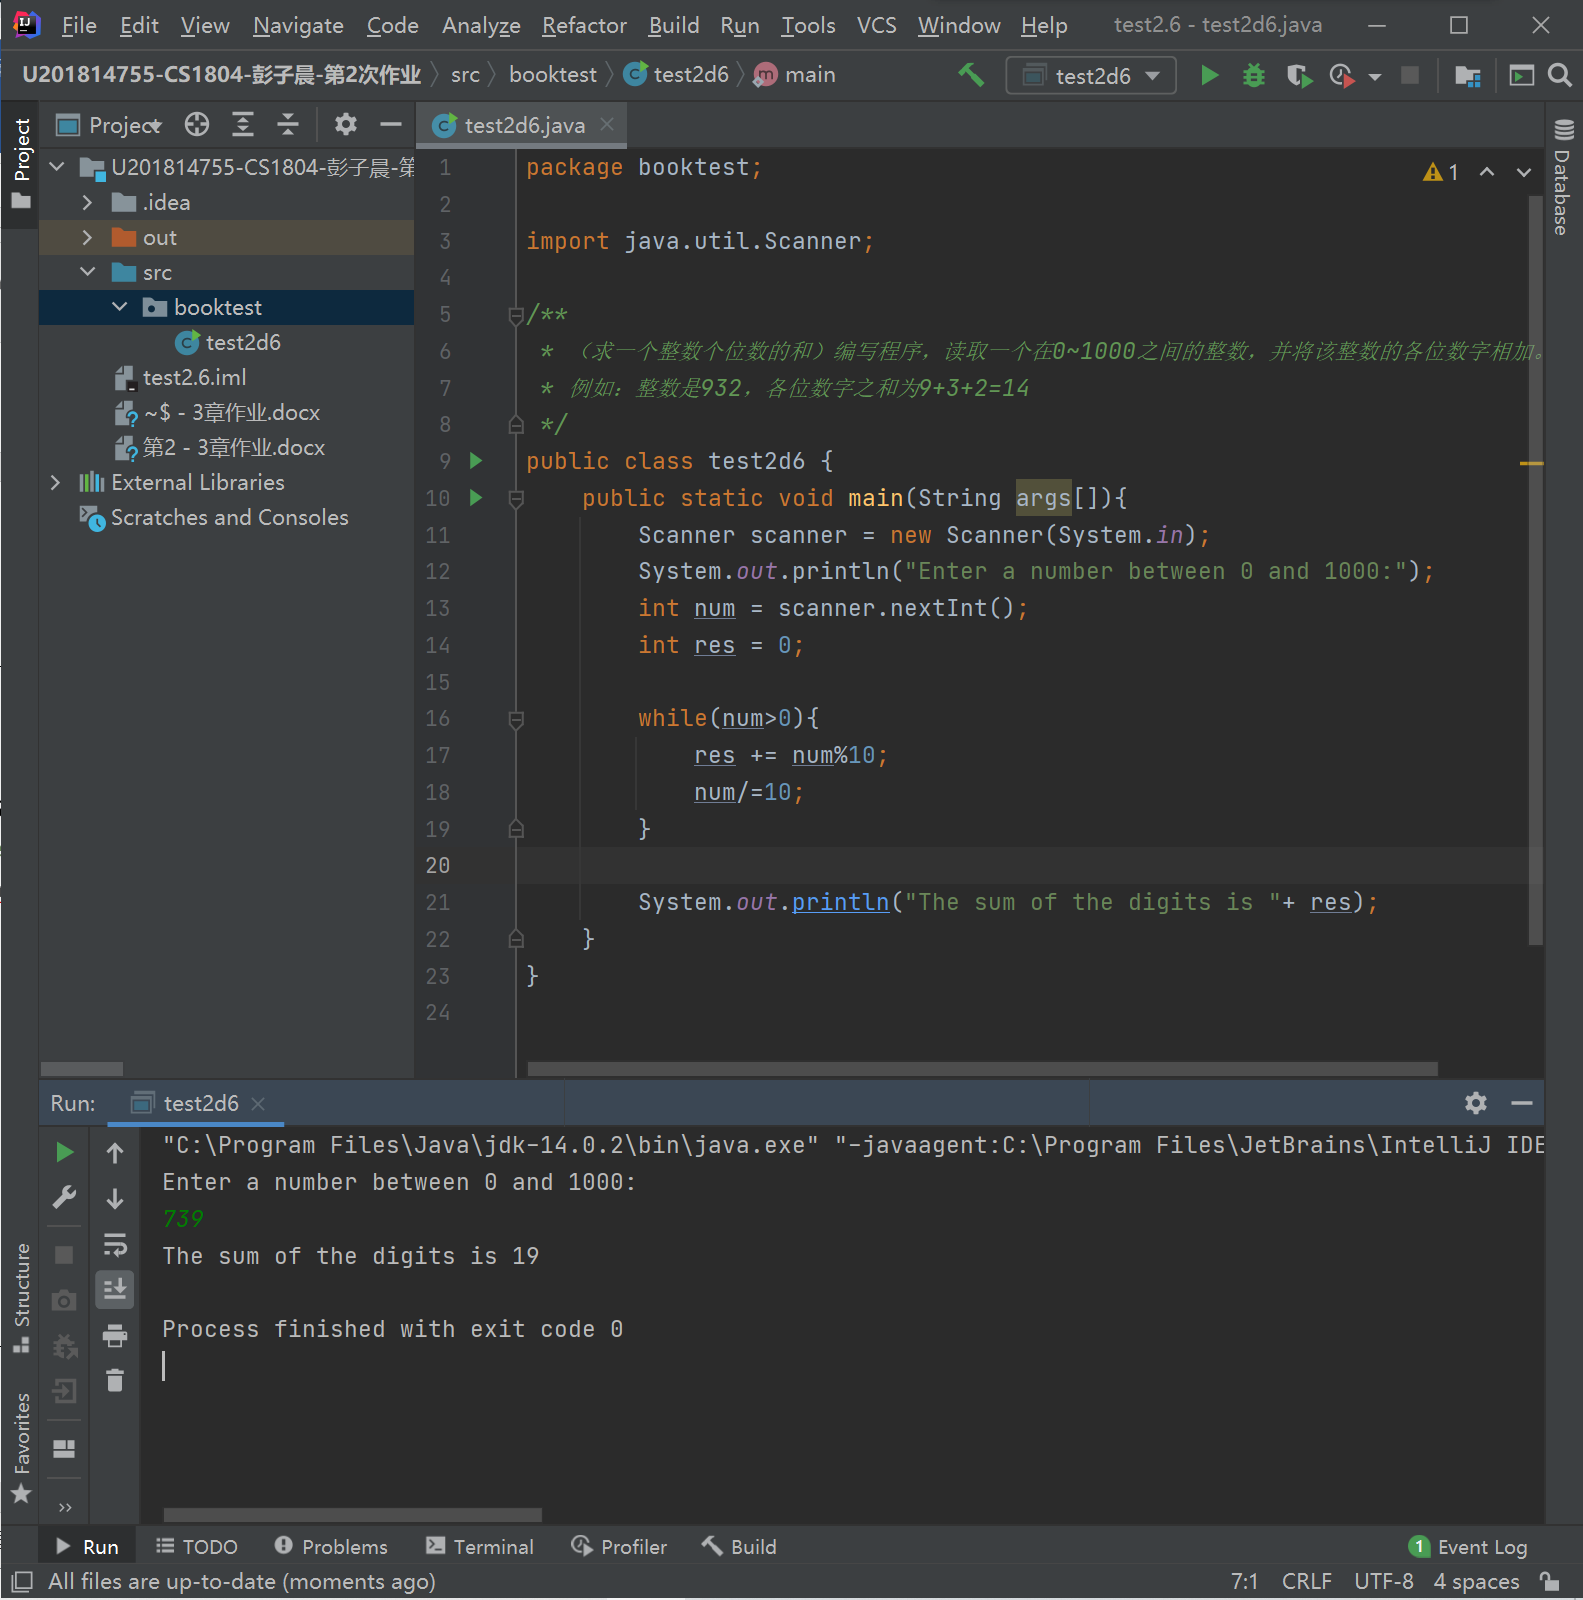 File Edit View Navigate Code Analyze Refactor Build Run Tools VCS Window Help test2.6 - test2d6.java
U201814755-CS1804-彭子晨-第2次作业 src booktest test2d6 main test2d6
Project
Project
test2d6.java
Database
U201814755-CS1804-彭子晨-第
.idea
out
src
booktest
test2d6
test2.6.iml
~$ - 3章作业.docx
第2 - 3章作业.docx
External Libraries
Scratches and Consoles
1 package booktest;
2
3 import java.util.Scanner;
4
5 /**
6 * （求一个整数个位数的和）编写程序，读取一个在0~1000之间的整数，并将该整数的各位数字相加。
7 * 例如：整数是932，各位数字之和为9+3+2=14
8 */
9 public class test2d6 {
10 public static void main(String args[]){
11 Scanner scanner = new Scanner(System.in);
12 System.out.println("Enter a number between 0 and 1000:");
13 int num = scanner.nextInt();
14 int res = 0;
15
16 while(num>0){
17 res += num%10;
18 num/=10;
19 }
20
21 System.out.println("The sum of the digits is "+ res);
22 }
23 }
24
1
Run: test2d6
"C:\Program Files\Java\jdk-14.0.2\bin\java.exe" "-javaagent:C:\Program Files\JetBrains\IntelliJ IDE
Enter a number between 0 and 1000:
739
The sum of the digits is 19
Process finished with exit code 0
Structure
Favorites
Run TODO Problems Terminal Profiler Build 1 Event Log
All files are up-to-date (moments ago) 7:1 CRLF UTF-8 4 spaces